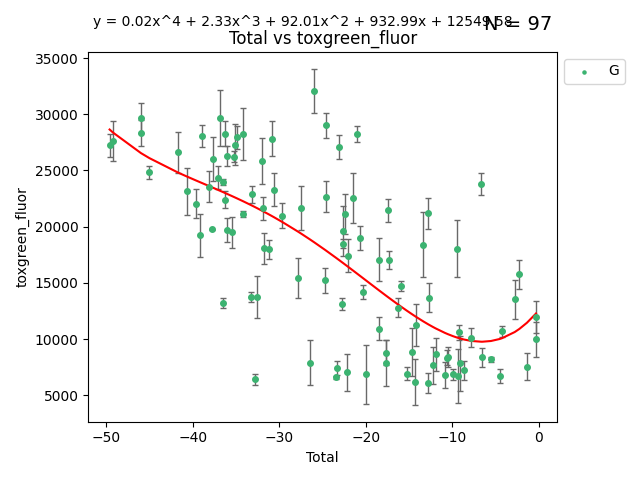 y = 0.02x^4 + 2.33x^3 + 92.01x^2 + 932.99x + 12549.58
N = 97
Total vs toxgreen_fluor
G
toxgreen_fluor
35000
30000
25000
20000
15000
10000
5000
−50 −40 −30 −20 −10 0
Total